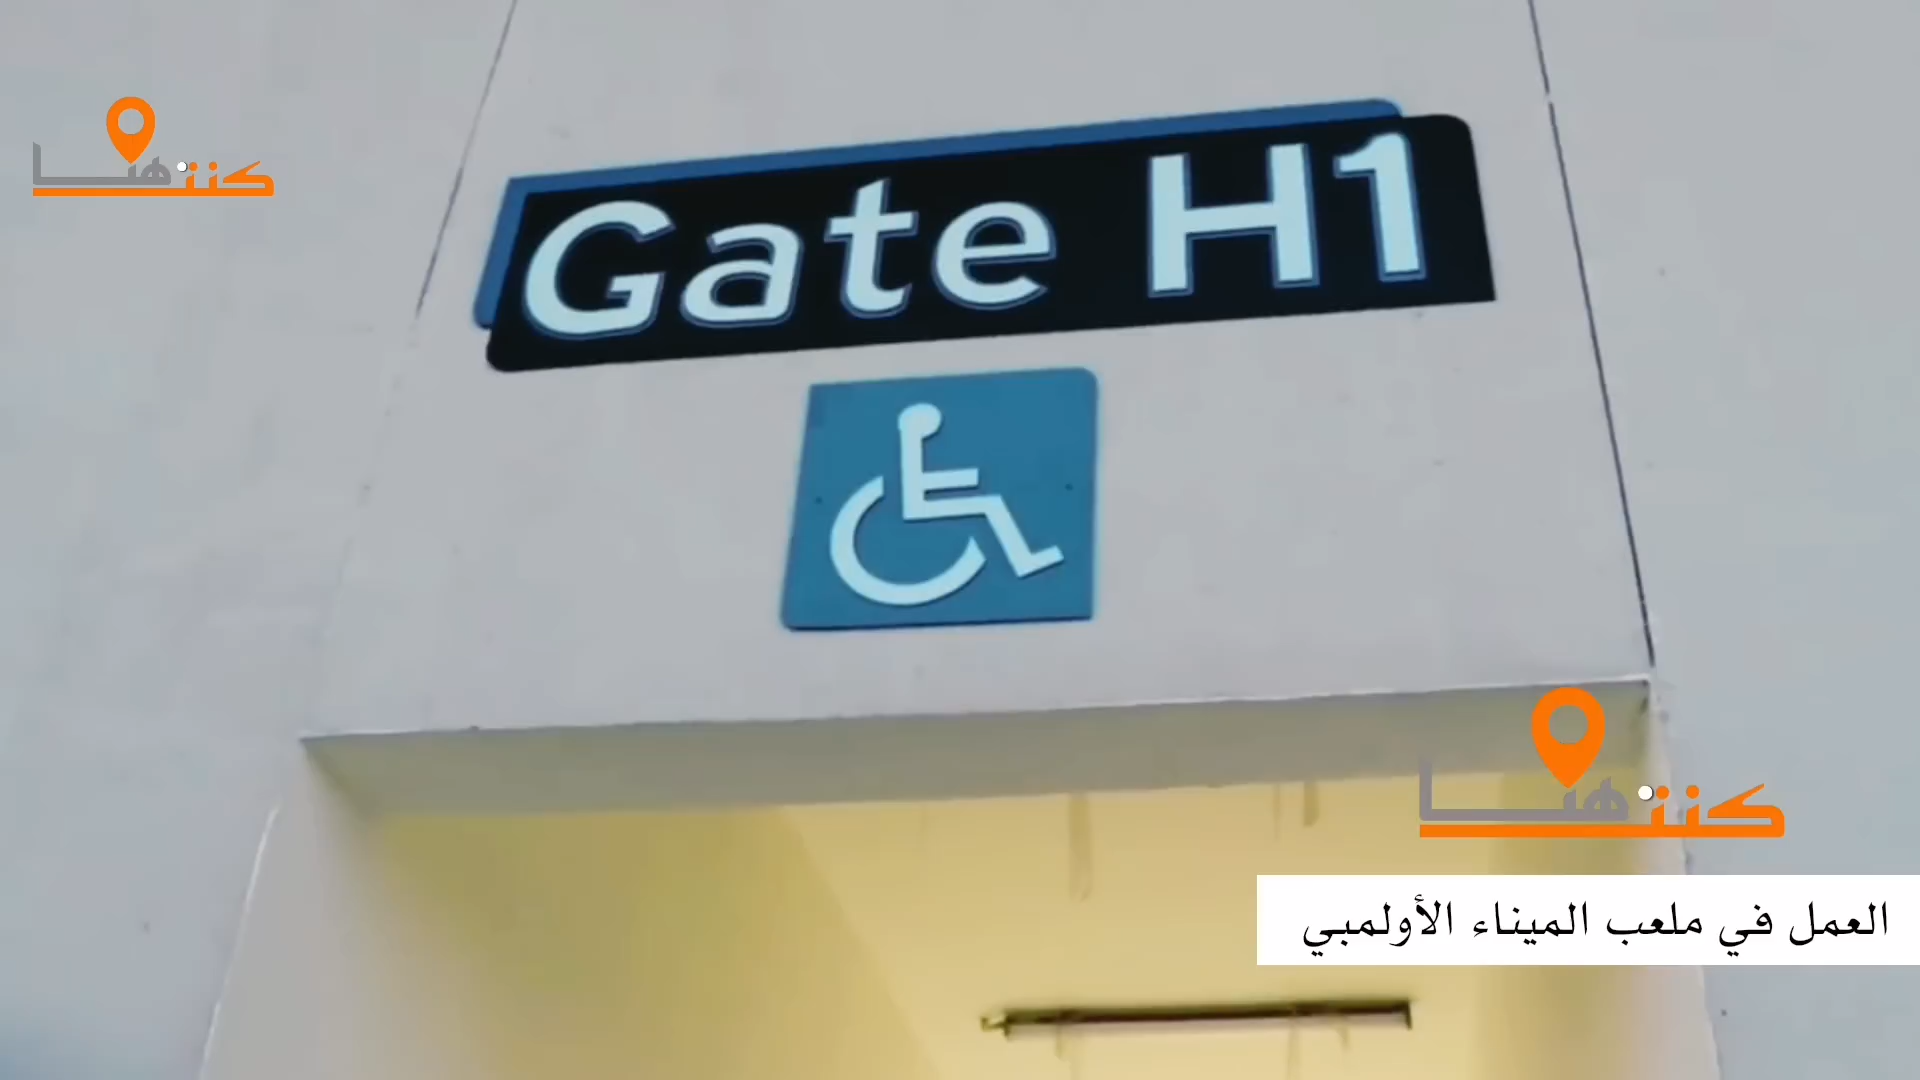 كنت هنا
Gate H1
كنت هنا
العمل في ملعب الميناء الأولمبي